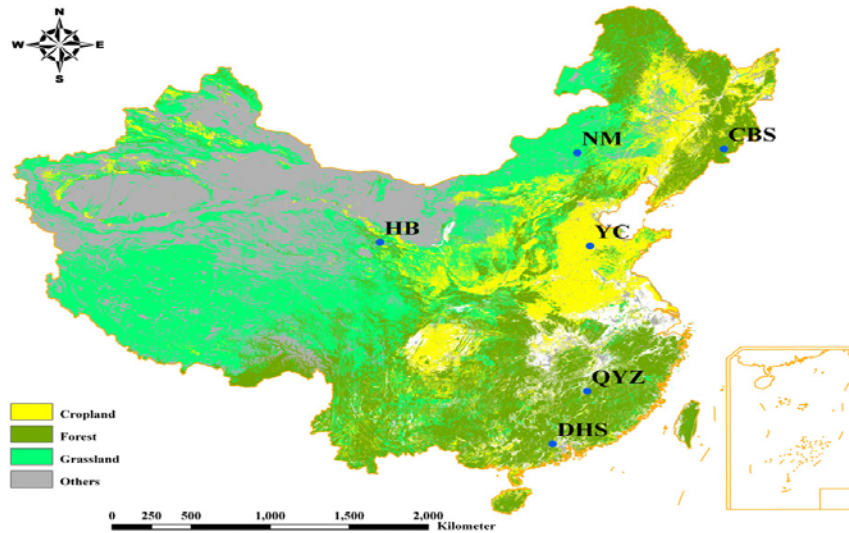 N
W E
S
NM
CBS
HB
YC
QYZ
DHS
Cropland
Forest
Grassland
Others
0 250 500 1,000 1,500 2,000
Kilometer